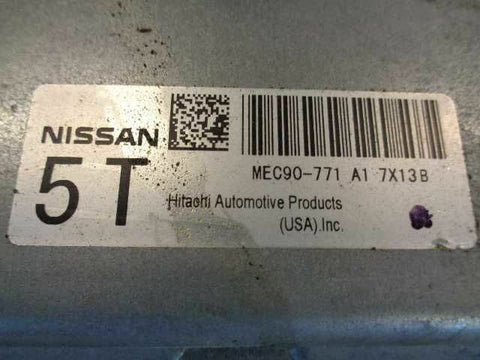 NISSAN
5T
MEC90-771 A1 7X13B
Hitachi Automotive Products
(USA).Inc.